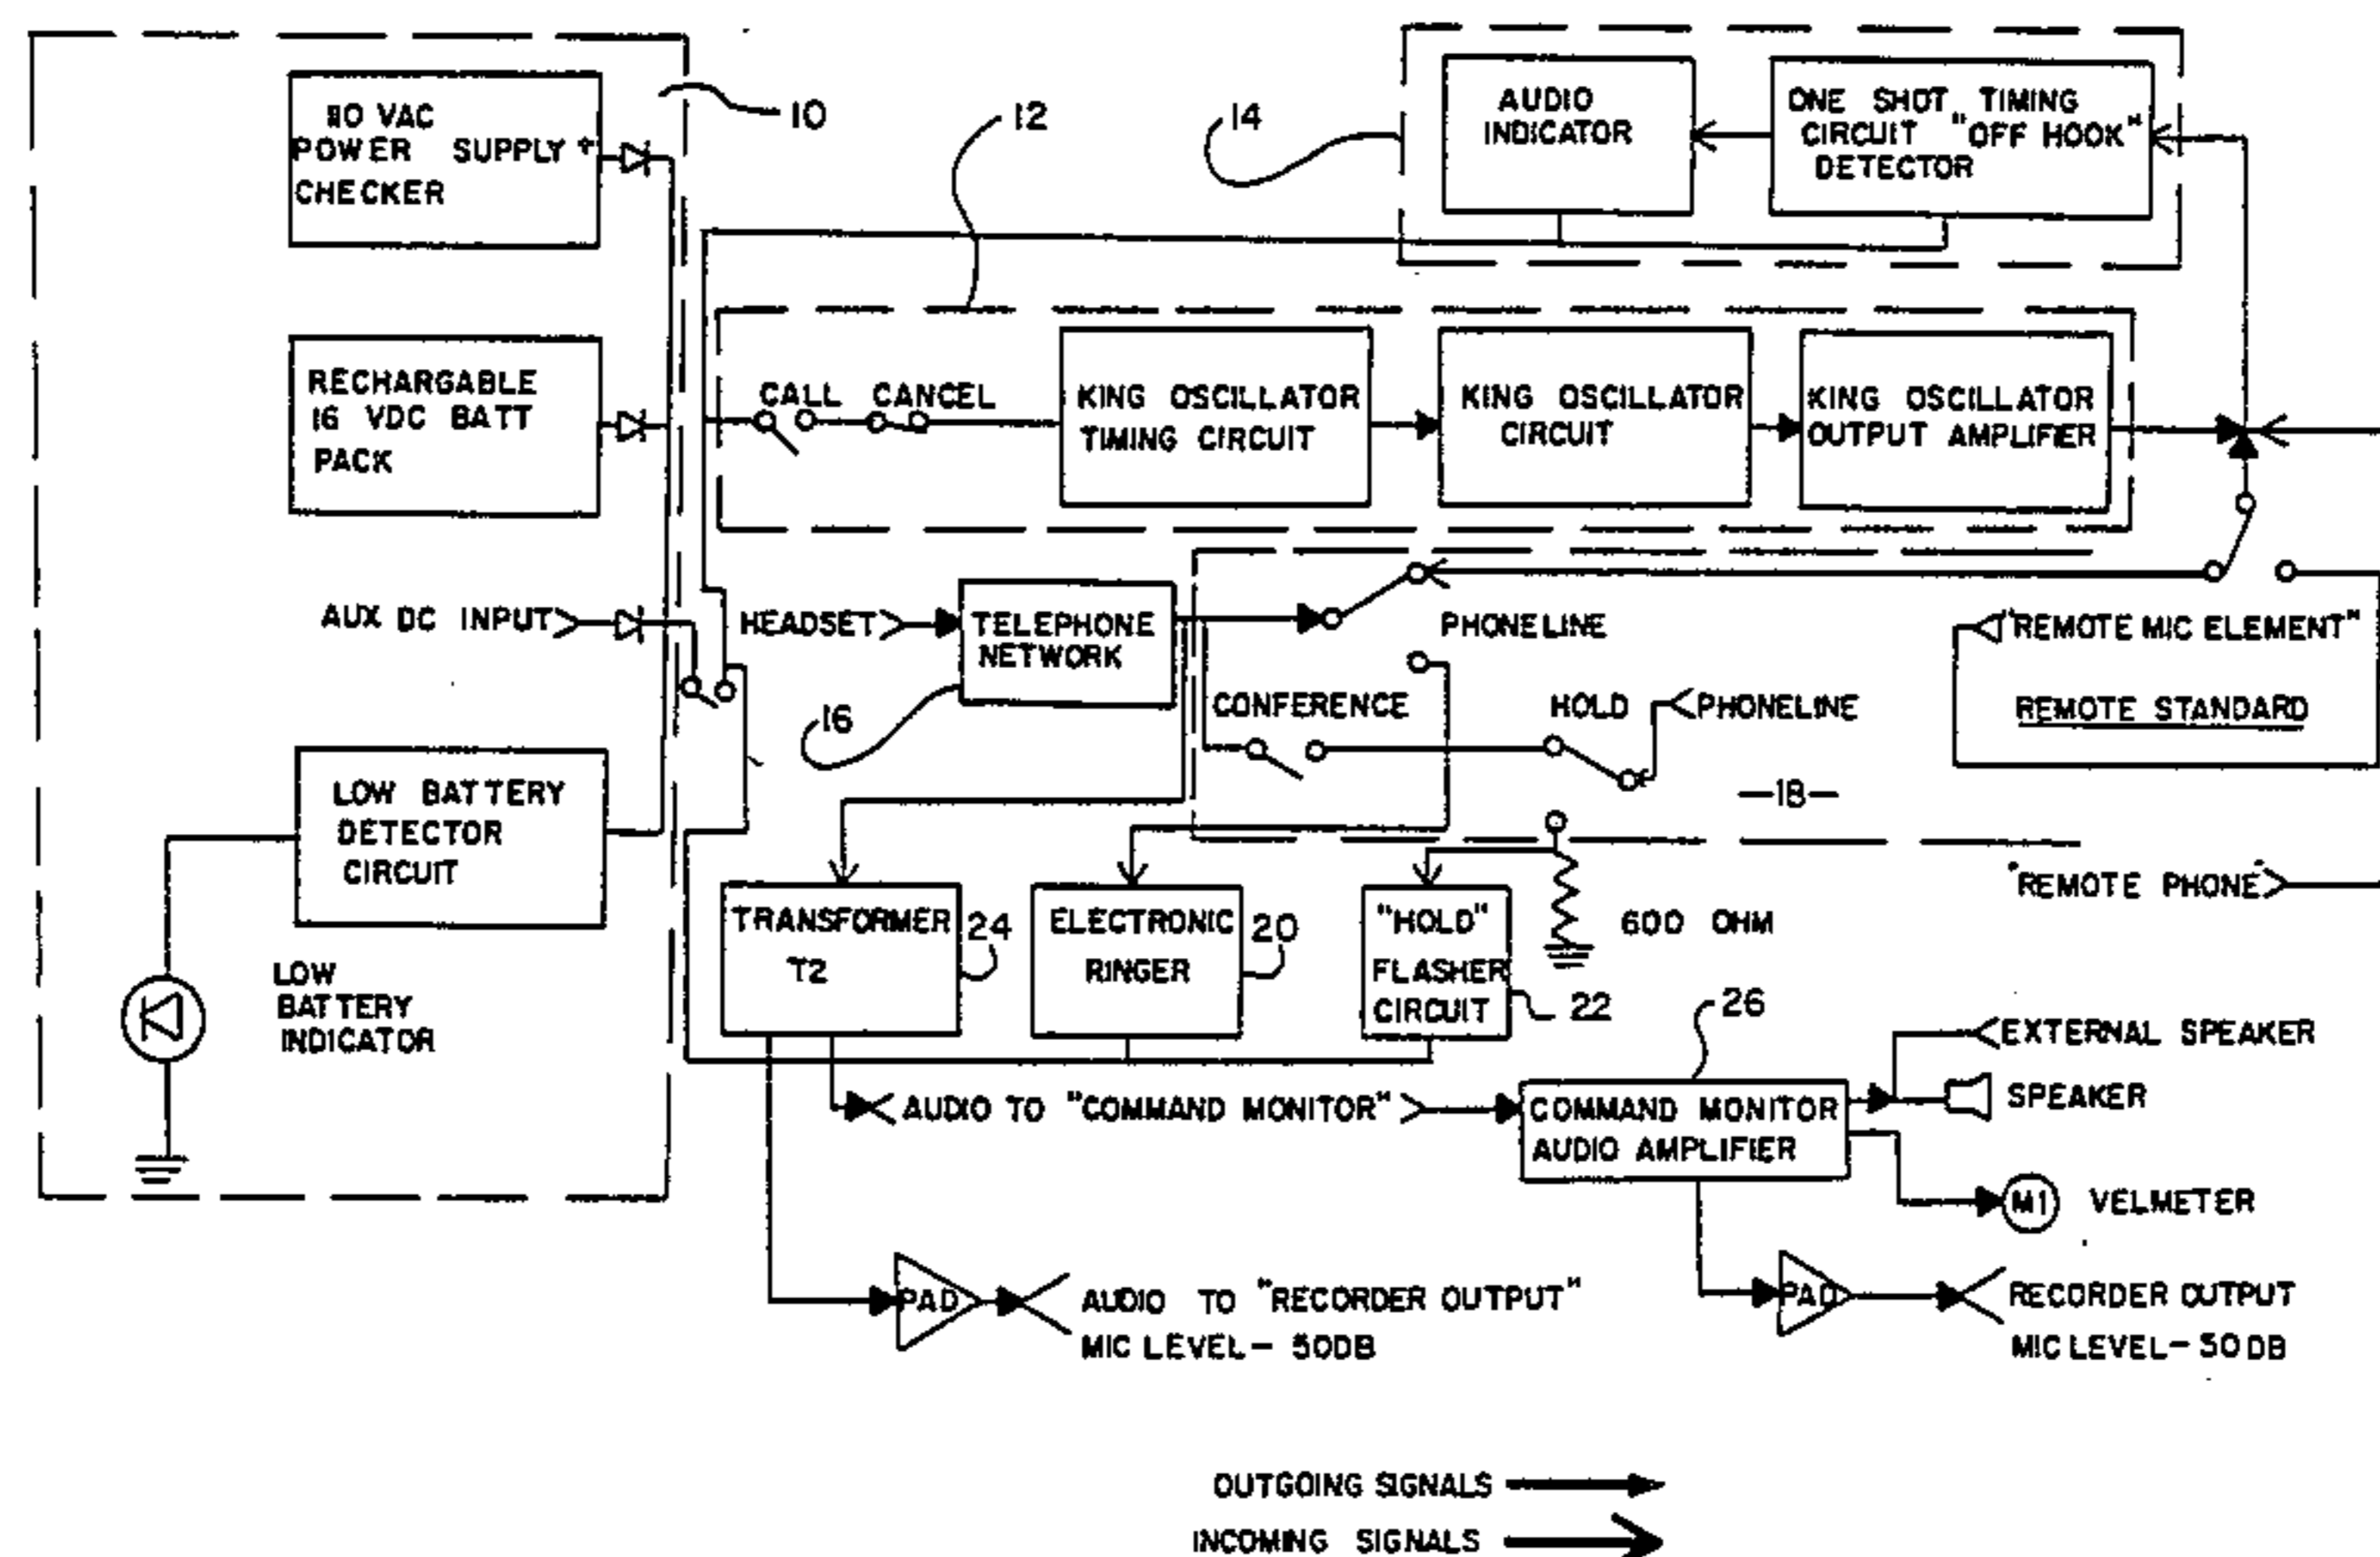 110 VAC
POWER SUPPLY +
CHECKER
10
12
14
AUDIO
INDICATOR
ONE SHOT TIMING
CIRCUIT "OFF HOOK"
DETECTOR
RECHARGABLE
16 VDC BATT
PACK
CALL CANCEL
KING OSCILLATOR
TIMING CIRCUIT
KING OSCILLATOR
CIRCUIT
KING OSCILLATOR
OUTPUT AMPLIFIER
AUX DC INPUT
HEADSET
TELEPHONE
NETWORK
16
PHONELINE
"REMOTE MIC ELEMENT"
REMOTE STANDARD
CONFERENCE
HOLD
PHONELINE
—18—
LOW BATTERY
DETECTOR
CIRCUIT
"REMOTE PHONE"
TRANSFORMER
T2
24
ELECTRONIC
RINGER
20
"HOLD"
FLASHER
CIRCUIT
22
600 OHM
LOW
BATTERY
INDICATOR
26
EXTERNAL SPEAKER
SPEAKER
AUDIO TO "COMMAND MONITOR"
COMMAND MONITOR
AUDIO AMPLIFIER
M1 VELMETER
PAD
AUDIO TO "RECORDER OUTPUT"
MIC LEVEL- 50DB
PAD
RECORDER OUTPUT
MIC LEVEL- 50 DB
OUTGOING SIGNALS
INCOMING SIGNALS